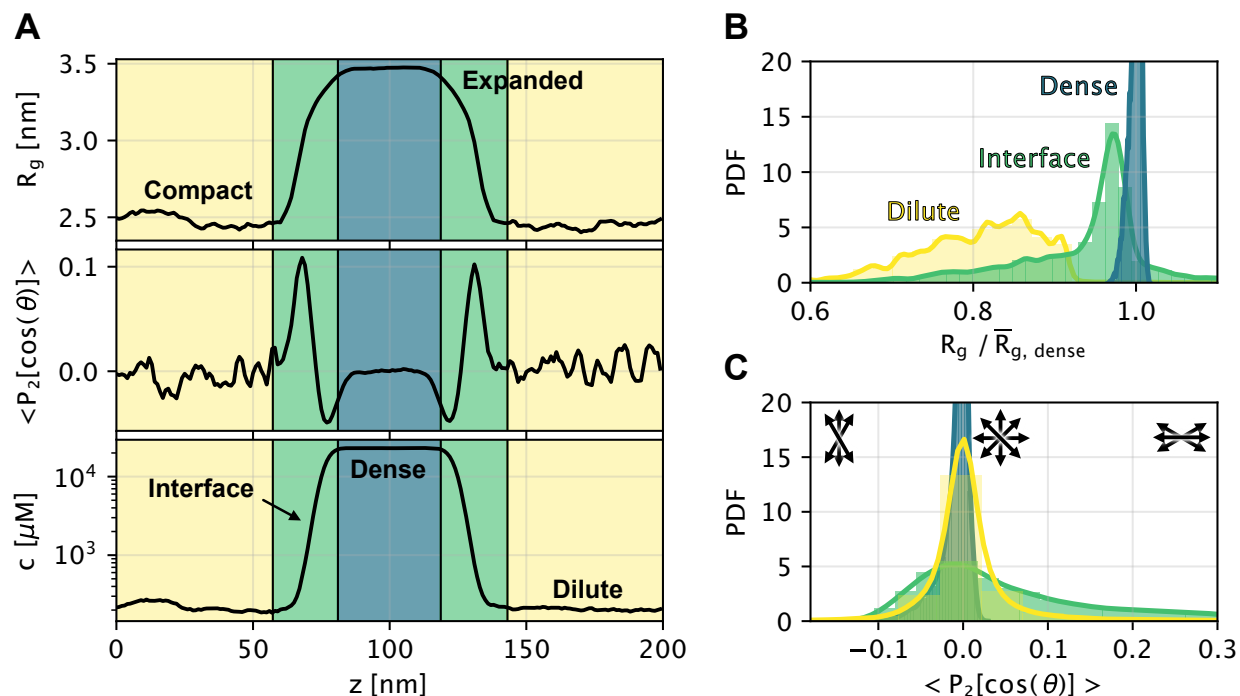 A
R_g [nm]
3.5
3.0
2.5
Compact
Expanded
<P_2[cos(θ)]>
0.1
0.0
c [μM]
10^4
10^3
Interface
Dense
Dilute
0
50
100
150
200
z [nm]
B
PDF
20
15
10
5
0
Dense
Interface
Dilute
0.6
0.8
1.0
R_g / R̅_g, dense
C
PDF
20
15
10
5
0
−0.1
0.0
0.1
0.2
0.3
< P_2[cos(θ)] >